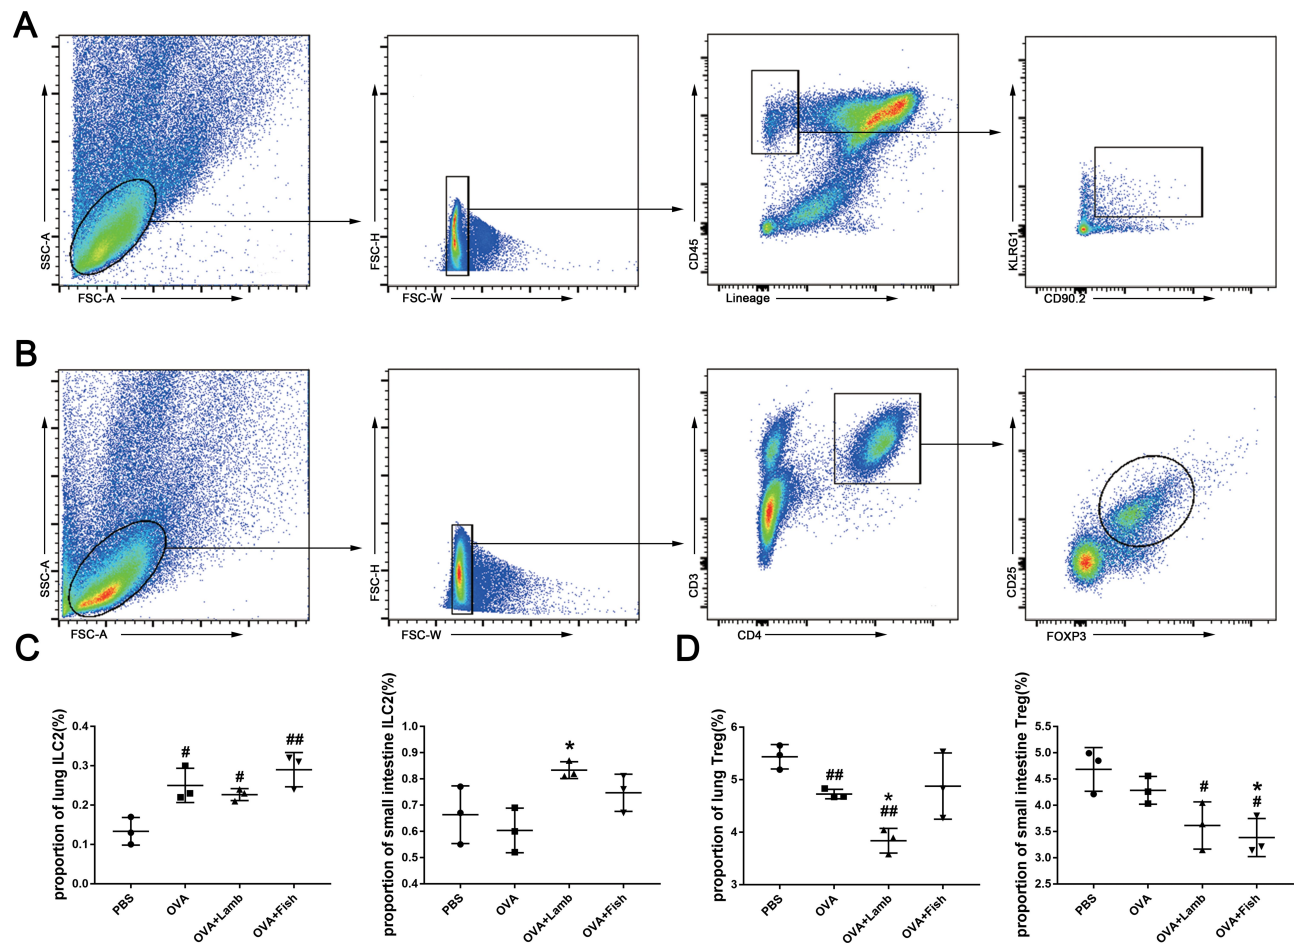 A
SSC-A
FSC-A
FSC-H
FSC-W
CD45
Lineage
KLRG1
CD90.2
B
SSC-A
FSC-A
FSC-H
FSC-W
CD3
CD4
CD25
FOXP3
C
proportion of lung ILC2(%)
0.4
0.3
0.2
0.1
0.0
#
#
##
PBS
OVA
OVA+Lamb
OVA+Fish
proportion of small intestine ILC2(%)
1.0
0.9
0.8
0.7
0.6
0.5
0.4
*
PBS
OVA
OVA+Lamb
OVA+Fish
D
proportion of lung Treg(%)
6
5
4
3
##
*
##
PBS
OVA
OVA+Lamb
OVA+Fish
proportion of small intestine Treg(%)
5.5
5.0
4.5
4.0
3.5
3.0
2.5
#
*
#
PBS
OVA
OVA+Lamb
OVA+Fish